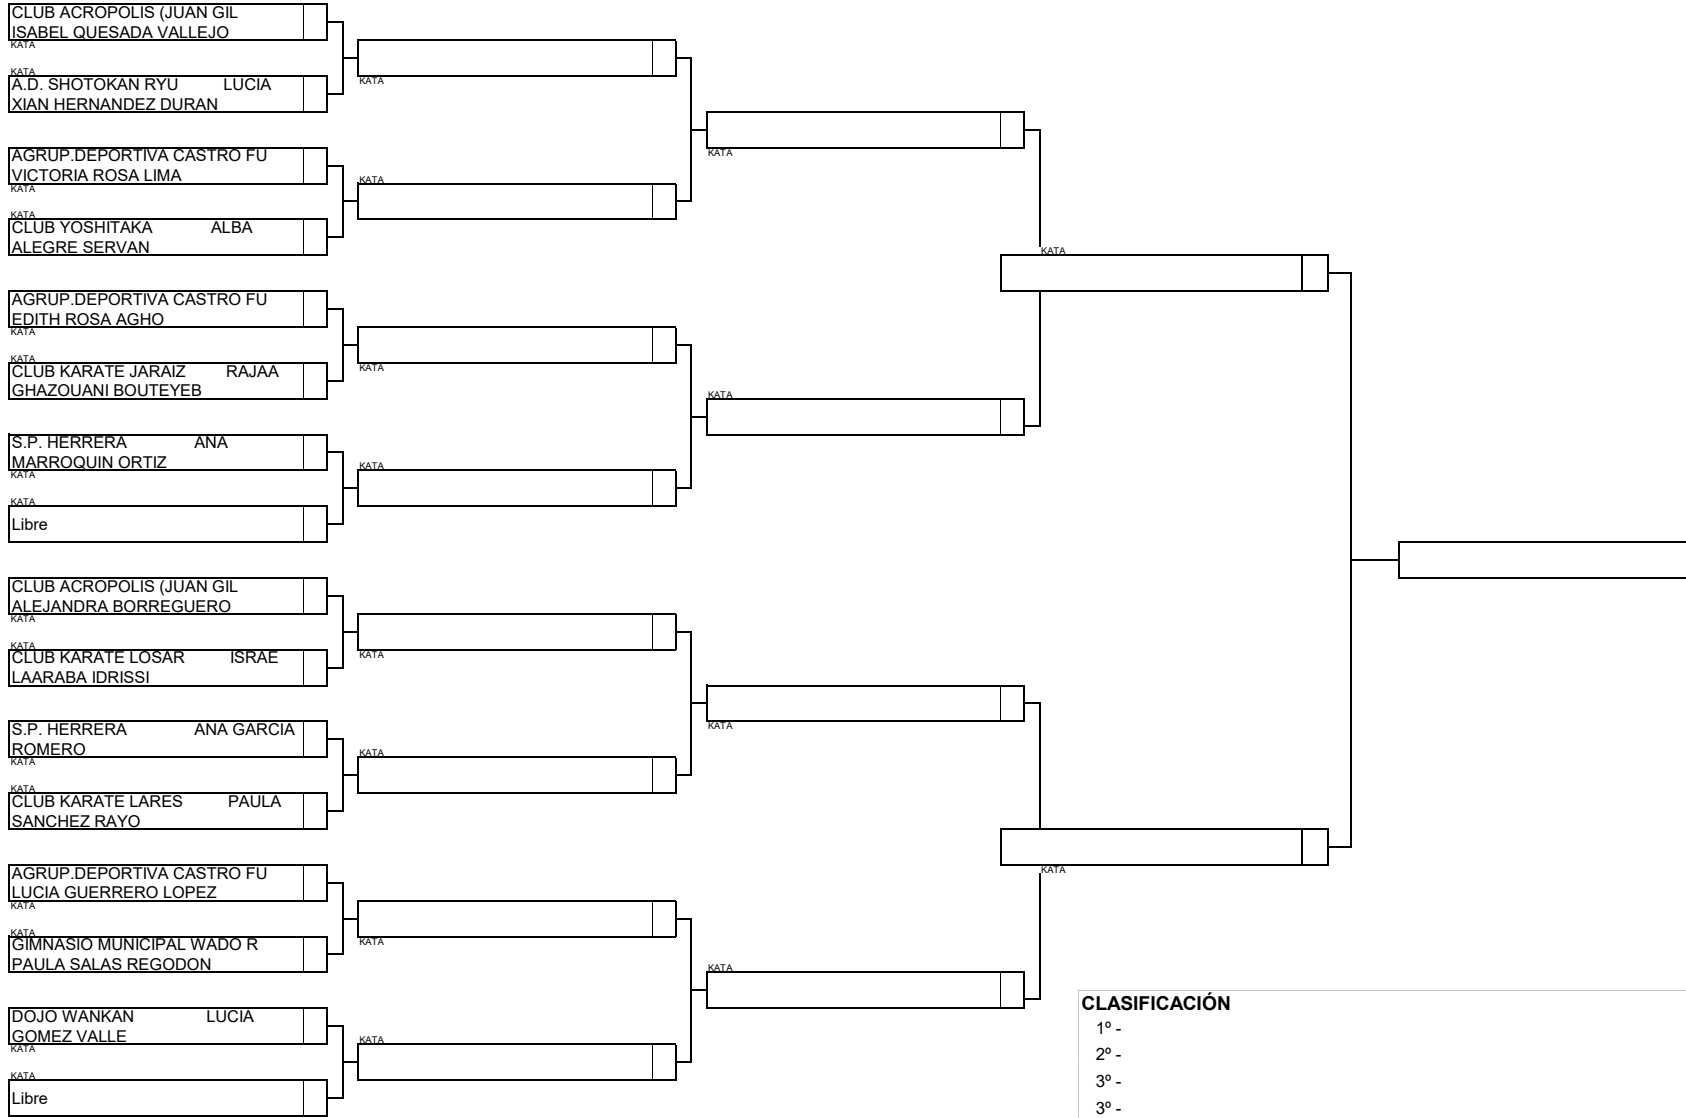 CLUB ACROPOLIS (JUAN GIL
ISABEL QUESADA VALLEJO
KATA
KATA
A.D. SHOTOKAN RYU LUCIA
XIAN HERNANDEZ DURAN
AGRUP.DEPORTIVA CASTRO FU
VICTORIA ROSA LIMA
KATA
KATA
CLUB YOSHITAKA ALBA
ALEGRE SERVAN
AGRUP.DEPORTIVA CASTRO FU
EDITH ROSA AGHO
KATA
KATA
CLUB KARATE JARAIZ RAJAA
GHAZOUANI BOUTEYEB
S.P. HERRERA ANA
MARROQUIN ORTIZ
KATA
KATA
Libre
CLUB ACROPOLIS (JUAN GIL
ALEJANDRA BORREGUERO
KATA
KATA
CLUB KARATE LOSAR ISRAE
LAARABA IDRISSI
S.P. HERRERA ANA GARCIA
ROMERO
KATA
KATA
CLUB KARATE LARES PAULA
SANCHEZ RAYO
AGRUP.DEPORTIVA CASTRO FU
LUCIA GUERRERO LOPEZ
KATA
KATA
GIMNASIO MUNICIPAL WADO R
PAULA SALAS REGODON
DOJO WANKAN LUCIA
GOMEZ VALLE
KATA
KATA
Libre
KATA
KATA
KATA
KATA
KATA
KATA
KATA
KATA
KATA
KATA
KATA
KATA
KATA
KATA
CLASIFICACIÓN
1º -
2º -
3º -
3º -